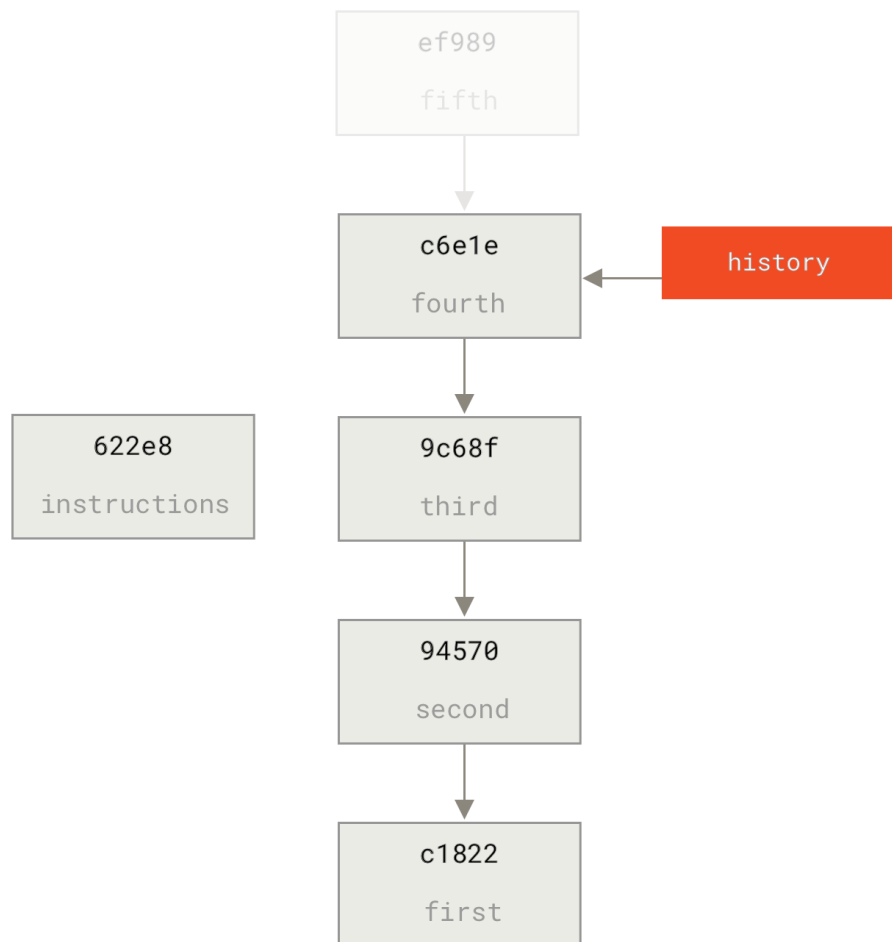 ef989
fifth
c6e1e
fourth
history
622e8
instructions
9c68f
third
94570
second
c1822
first